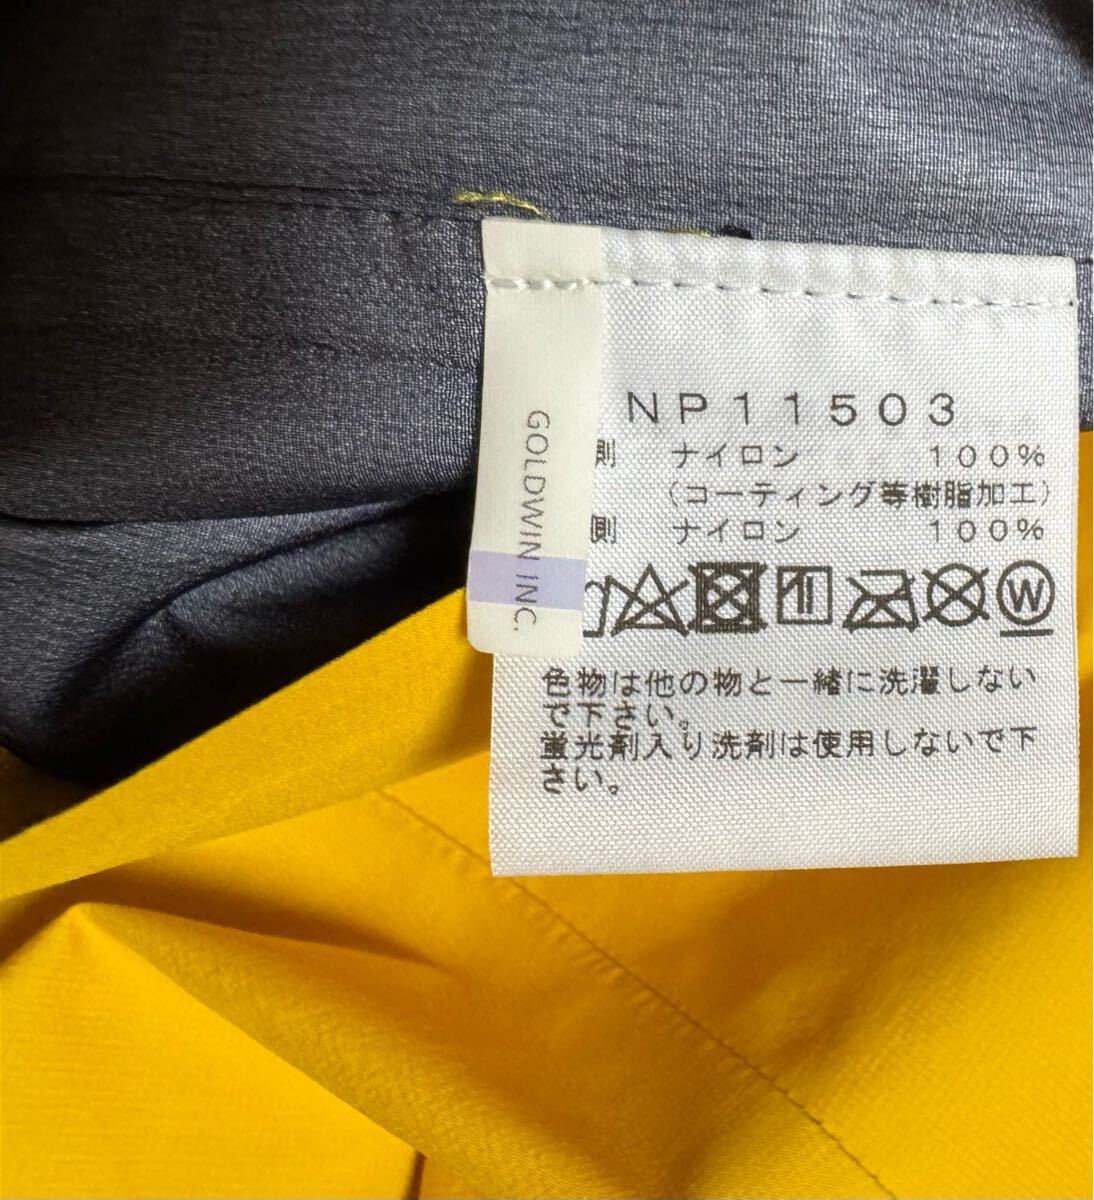 NP11503
側 ナイロン 100%
(コーティング等樹脂加工)
側 ナイロン 100%
W
色物は他の物と一緒に洗濯しない
で下さい。
蛍光剤入り洗剤は使用しないで下
さい。
GOLDWIN INC.